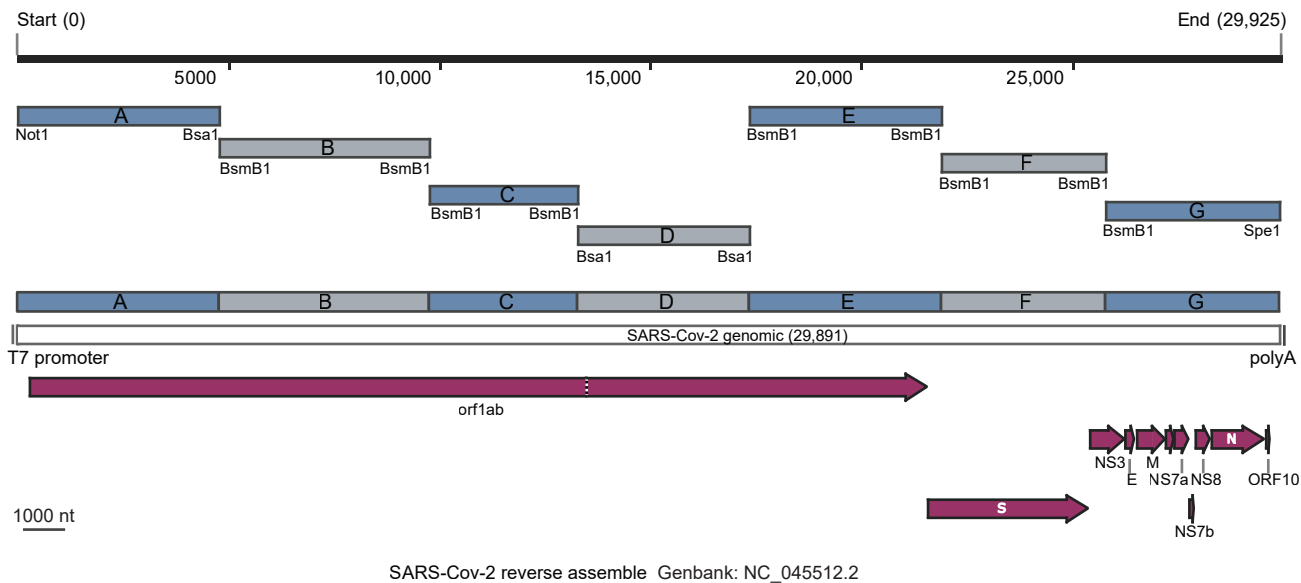 Start (0) End (29,925)
5000 10,000 15,000 20,000 25,000
A E
Not1 Bsa1 BsmB1 BsmB1
B F
BsmB1 BsmB1 BsmB1 BsmB1
C G
BsmB1 BsmB1 BsmB1 Spe1
D
Bsa1 Bsa1
A B C D E F G
SARS-Cov-2 genomic (29,891)
T7 promoter polyA
orf1ab
N
NS3 M
E NS7a NS8 ORF10
S
1000 nt
NS7b
SARS-Cov-2 reverse assemble Genbank: NC_045512.2